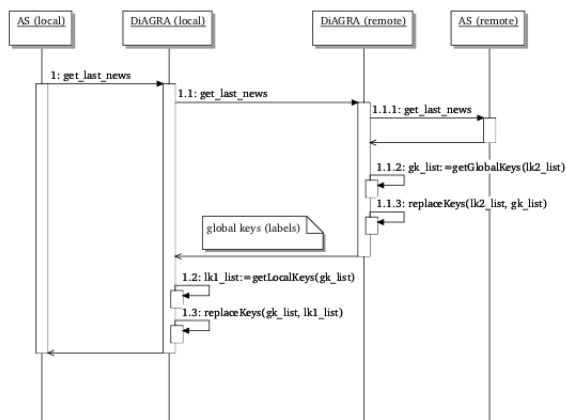 AS (local)
DiAGRA (local)
DiAGRA (remote)
AS (remote)
1: get_last_news
1.1: get_last_news
1.1.1: get_last_news
1.1.2: gk_list:=getGlobalKeys(lk2_list)
1.1.3: replaceKeys(lk2_list, gk_list)
global keys (labels)
1.2: lk1_list:=getLocalKeys(gk_list)
1.3: replaceKeys(gk_list, lk1_list)